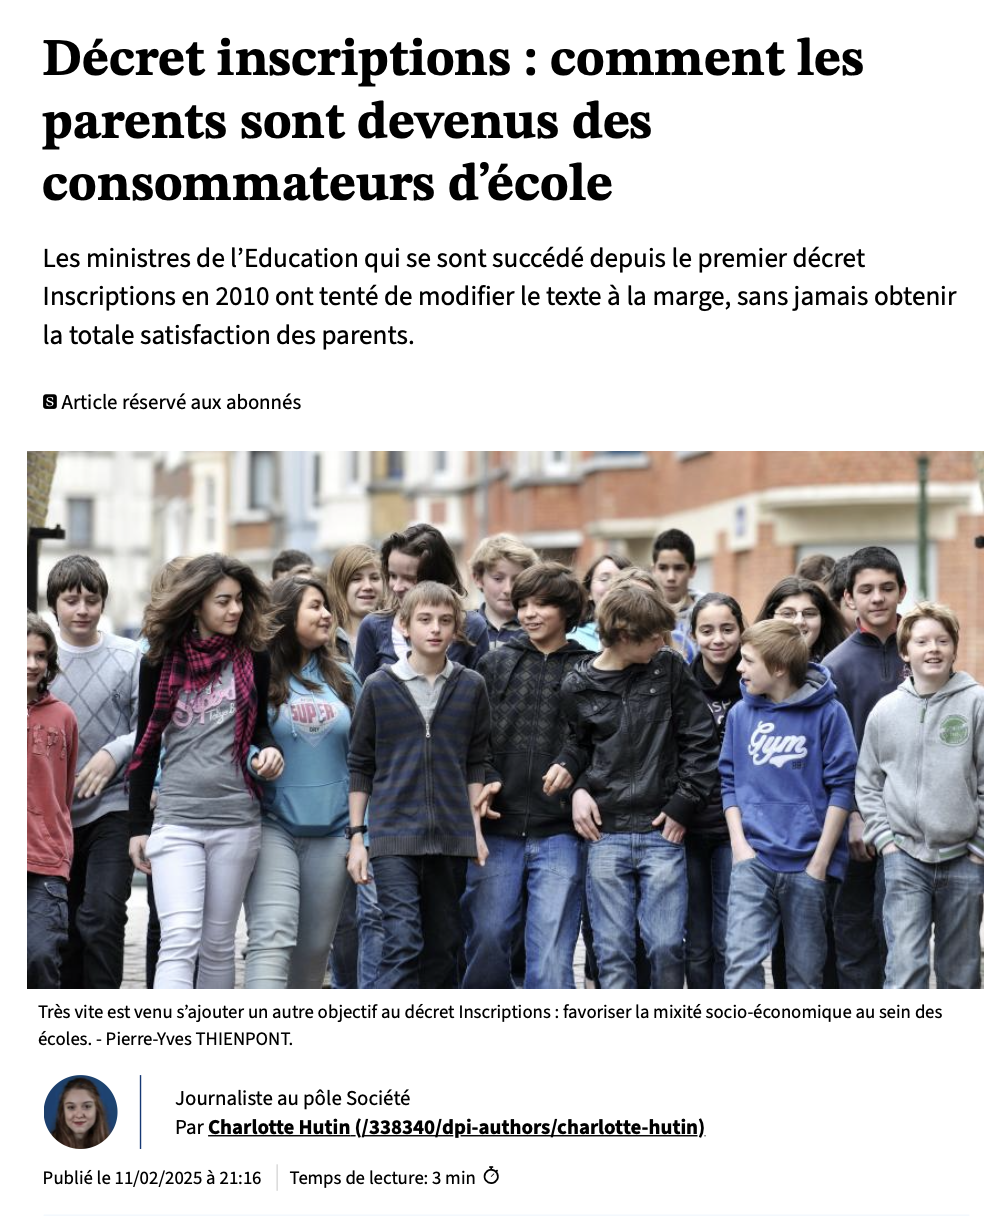 Décret inscriptions : comment les
parents sont devenus des
consommateurs d’école
Les ministres de l’Education qui se sont succédé depuis le premier décret
Inscriptions en 2010 ont tenté de modifier le texte à la marge, sans jamais obtenir
la totale satisfaction des parents.
S Article réservé aux abonnés
SUPER
Gym
Très vite est venu s’ajouter un autre objectif au décret Inscriptions : favoriser la mixité socio-économique au sein des
écoles. - Pierre-Yves THIENPONT.
Journaliste au pôle Société
Par Charlotte Hutin (/338340/dpi-authors/charlotte-hutin)
Publié le 11/02/2025 à 21:16 Temps de lecture: 3 min